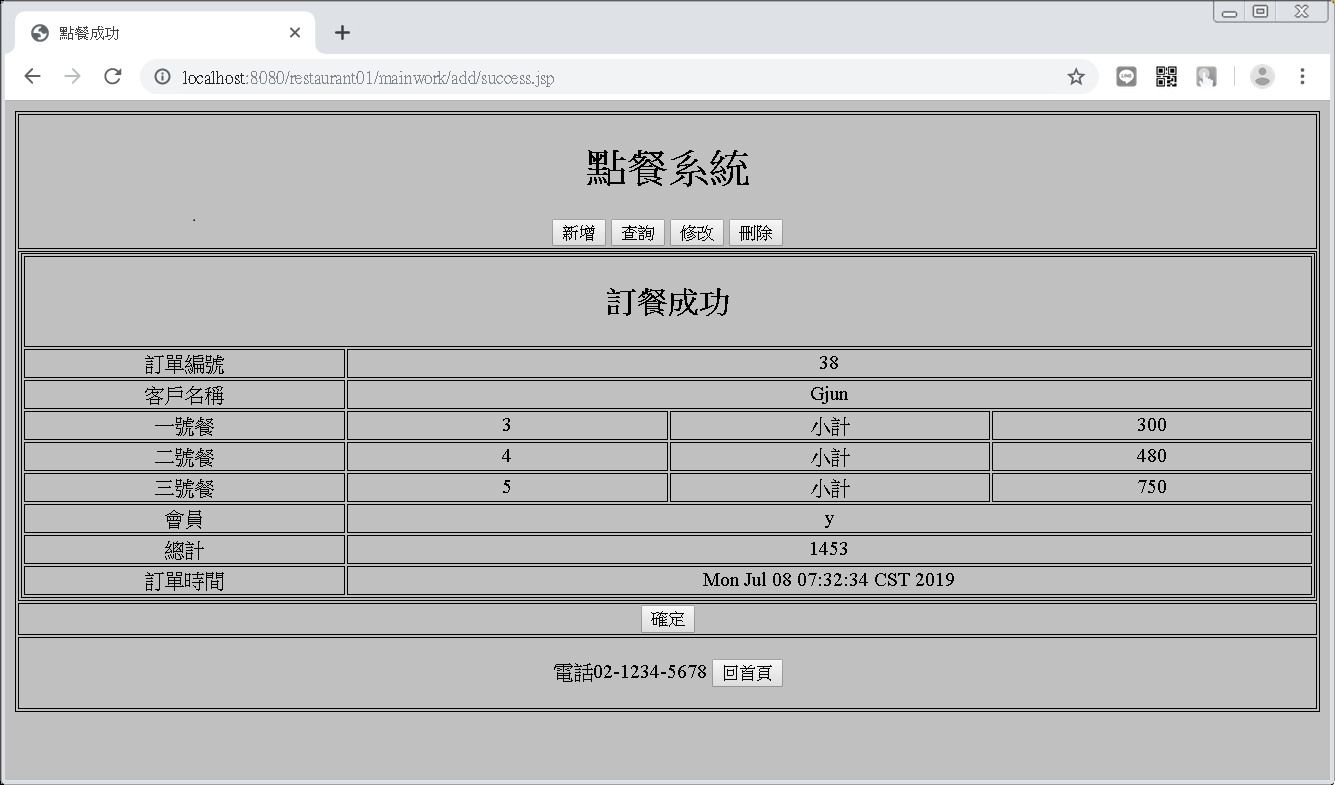 點餐成功
localhost:8080/restaurant01/mainwork/add/success.jsp
點餐系統
新增 查詢 修改 刪除
訂餐成功
訂單編號 38
客戶名稱 Gjun
一號餐 3 小計 300
二號餐 4 小計 480
三號餐 5 小計 750
會員 y
總計 1453
訂單時間 Mon Jul 08 07:32:34 CST 2019
確定
電話02-1234-5678 回首頁